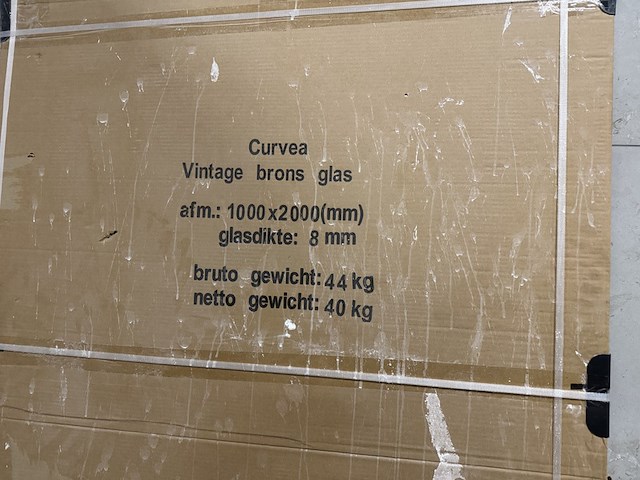 Curvea
Vintage brons glas
afm.: 1000x2000(mm)
glasdikte: 8 mm
bruto gewicht: 44 kg
netto gewicht: 40 kg